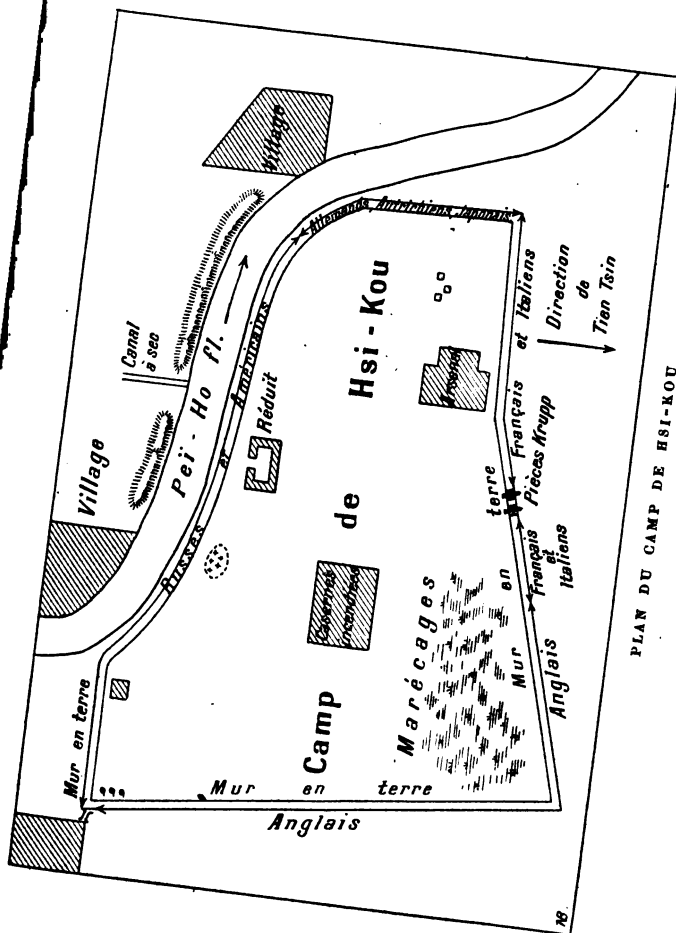 Village
Canal
à sec
Village
Peï-Ho fl.
Russes et Américains
Allemands Autrichiens Japonais
Réduit
Mur en terre
Camp de Hsi-Kou
Casernes
incendiées
Arsenal
Marécages
Mur en terre
Anglais
Mur en terre
Anglais
Français
et
Italiens
Pièces Krupp
Français et Italiens
Direction
de
Tien Tsin
PLAN DU CAMP DE HSI-KOU